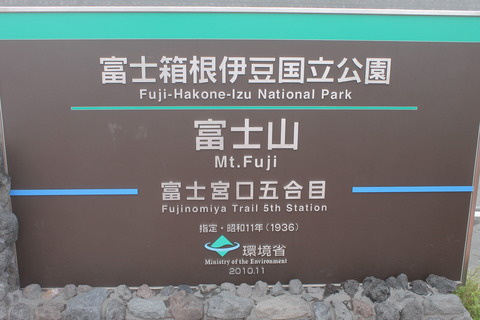 富士箱根伊豆国立公園
Fuji-Hakone-Izu National Park
富士山
Mt.Fuji
富士宮口五合目
Fujinomiya Trail 5th Station
指定・昭和11年(1936)
環境省
Ministry of the Environment
2010.11